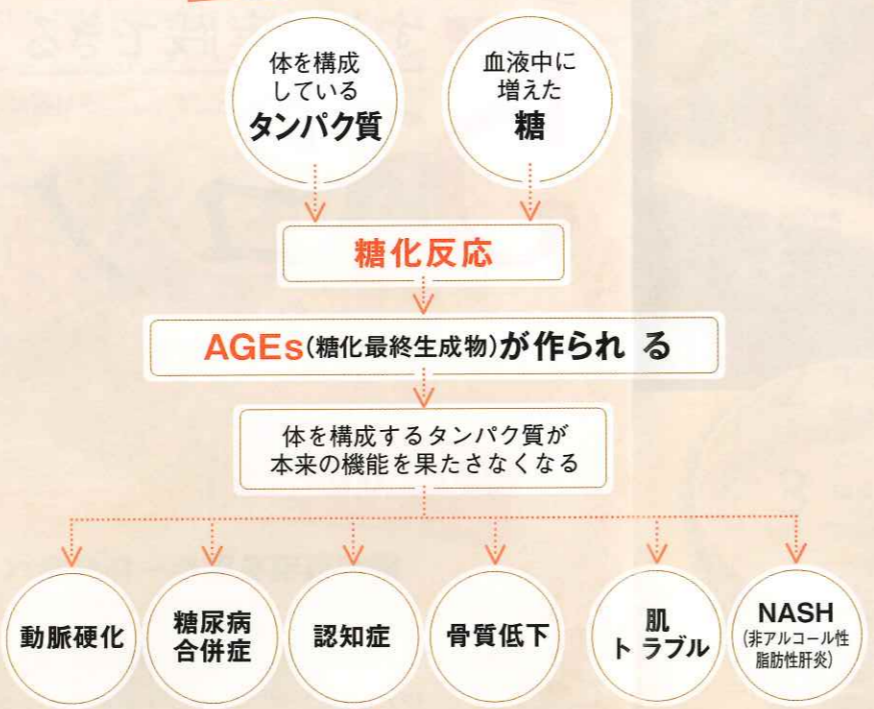 体を構成
している
タンパク質
血液中に
増えた
糖
糖化反応
AGEs(糖化最終生成物)が作られ る
体を構成するタンパク質が
本来の機能を果たさなくなる
動脈硬化
糖尿病
合併症
認知症
骨質低下
肌
ト ラブル
NASH
(非アルコール性
脂肪性肝炎)